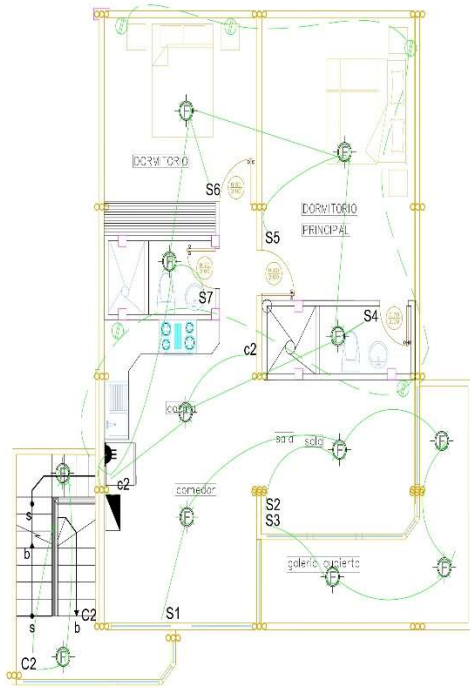 DORMITORIO
S6
DORMITORIO
PRINCIPAL
S5
S7
S4
c2
cocina
sala
sala
c2
comedor
S2
S3
galeria cubierta
S1
s
b
C2
s
b
C2
F
F
F
F
F
F
F
F
F
F
F
F